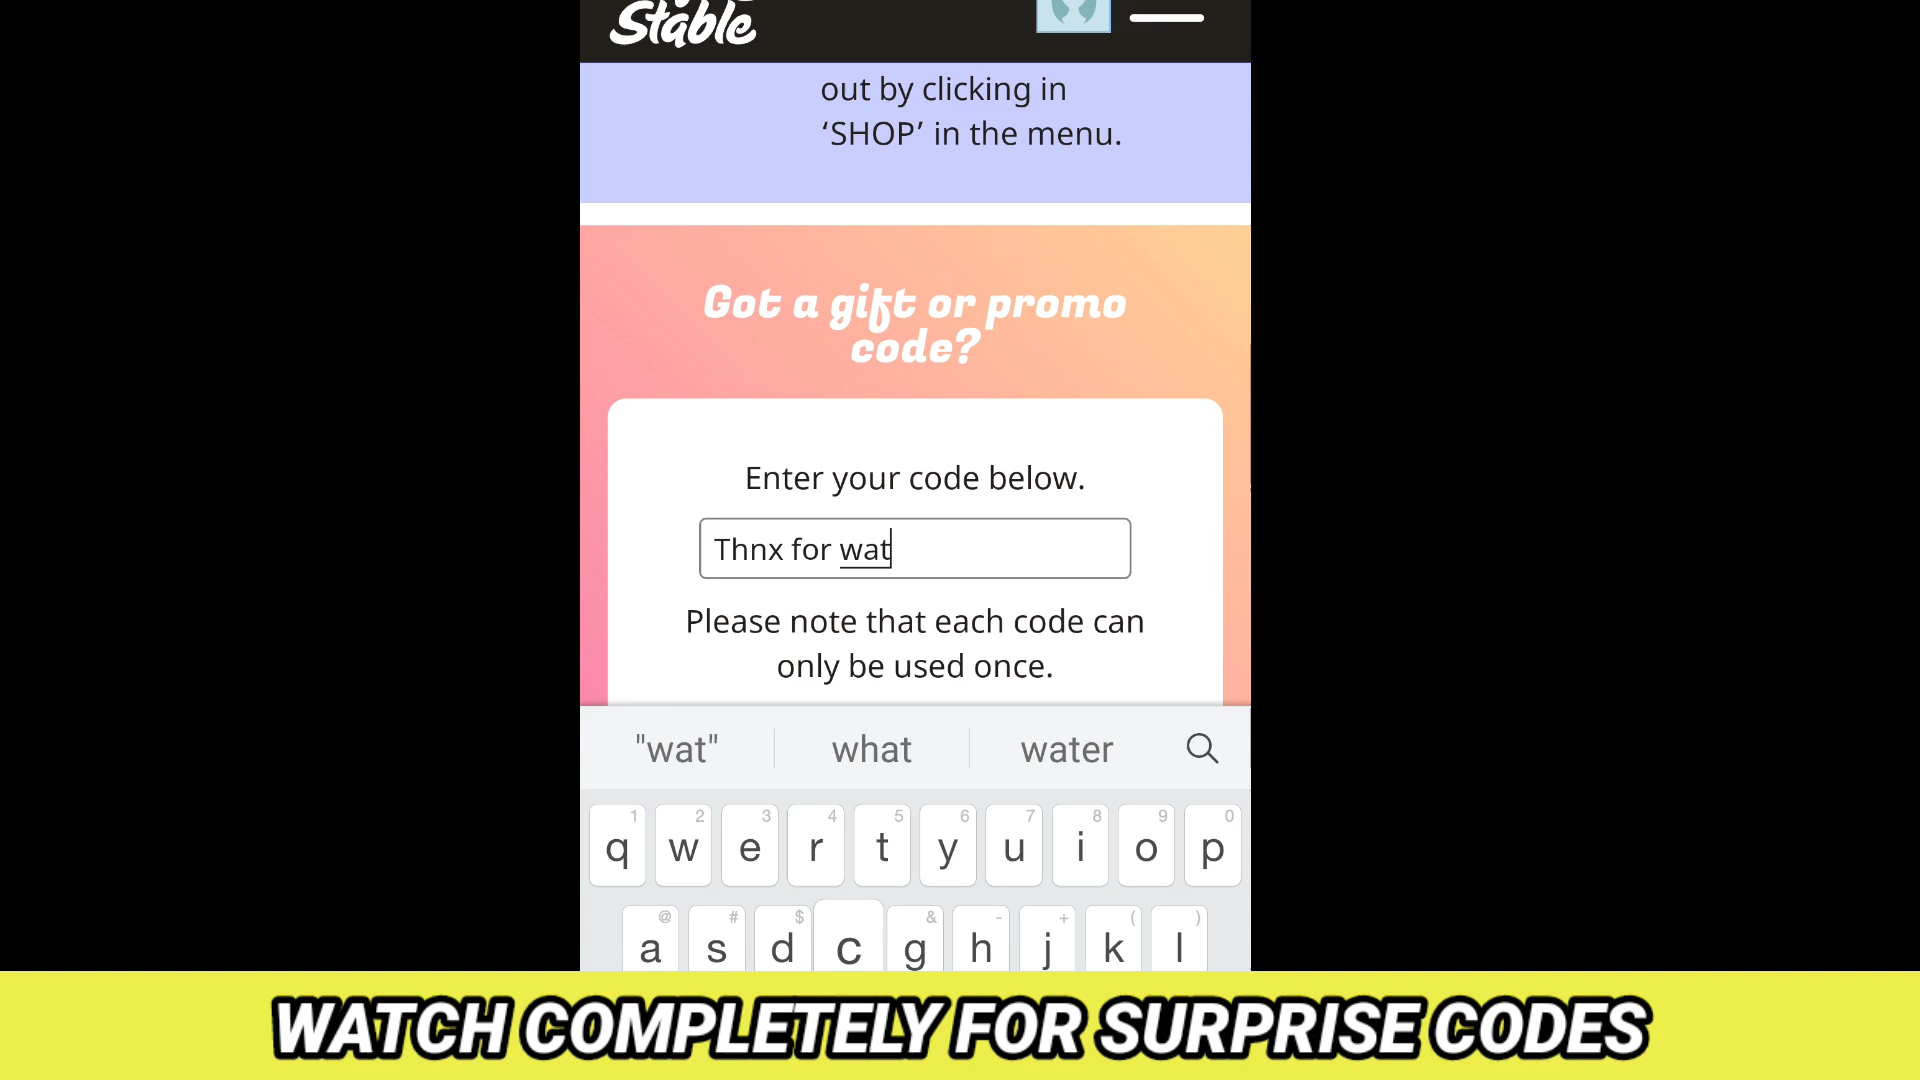 Stable
out by clicking in
‘SHOP’ in the menu.
Got a gift or promo
code?
Enter your code below.
Thnx for wat
Please note that each code can
only be used once.
"wat" what water
1 2 3 4 5 6 7 8 9 0
q w e r t y u i o p
@ # $ & - + ( )
a s d c g h j k l
WATCH COMPLETELY FOR SURPRISE CODES